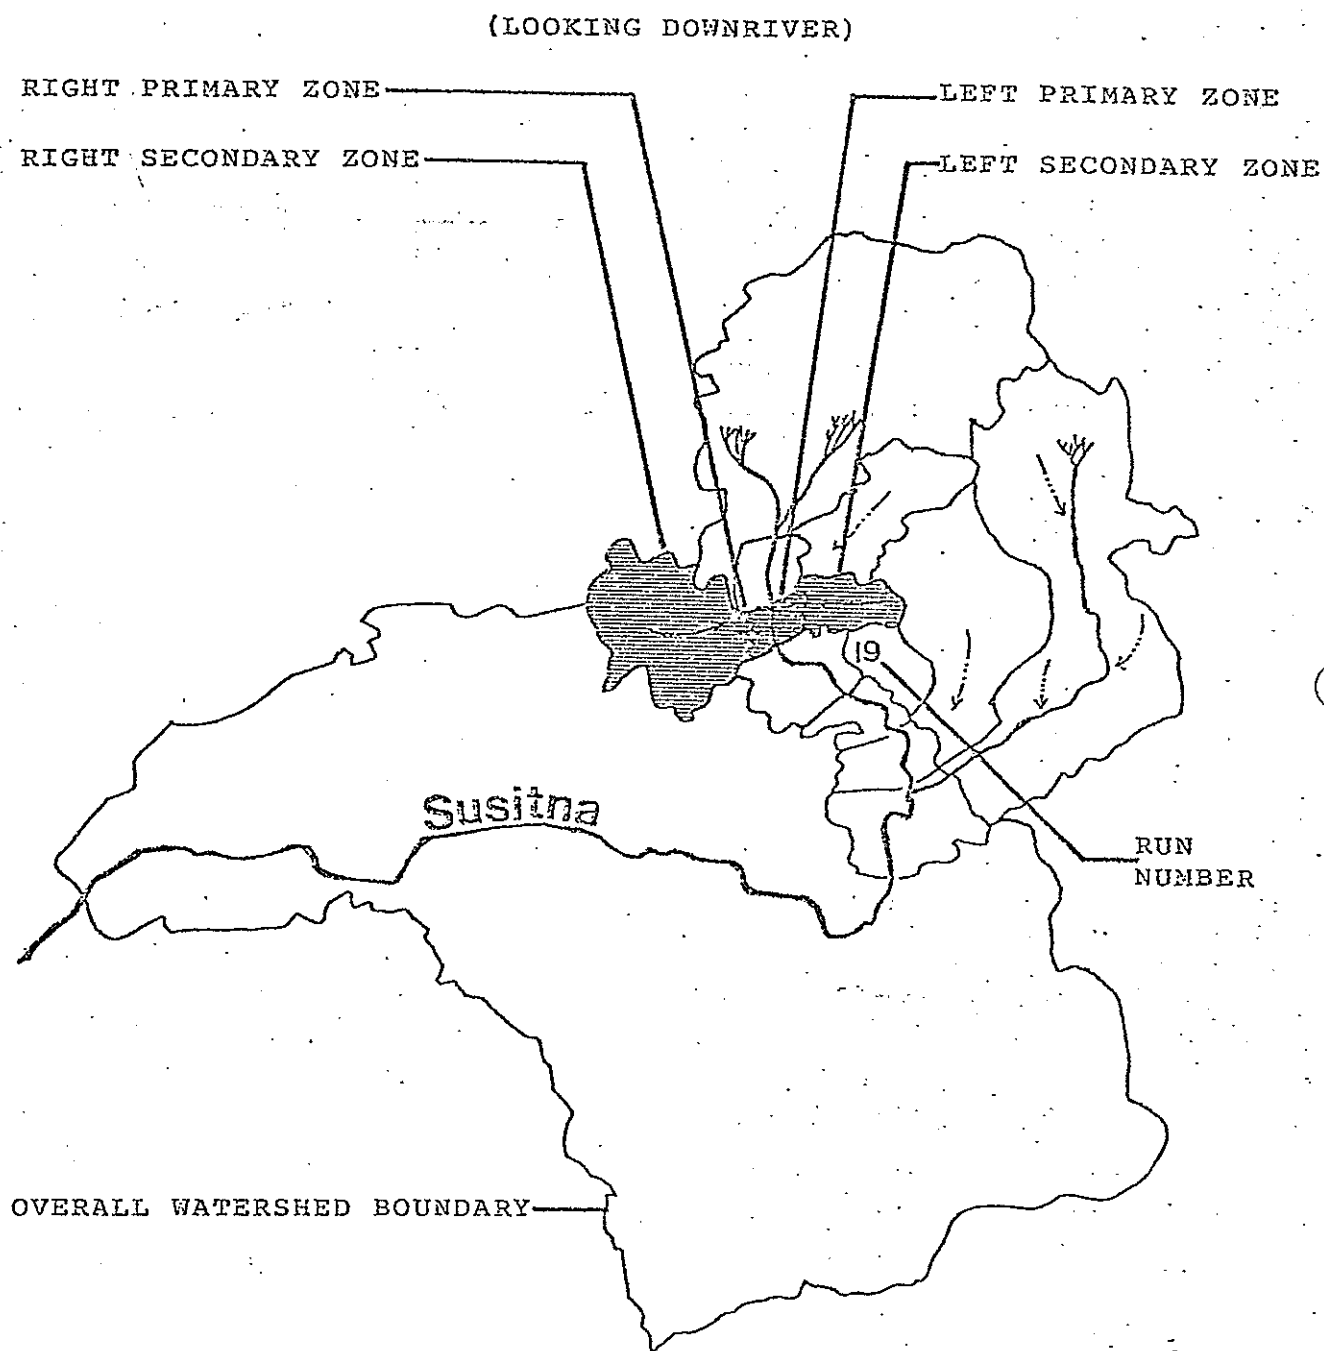 (LOOKING DOWNRIVER)
RIGHT PRIMARY ZONE
LEFT PRIMARY ZONE
RIGHT SECONDARY ZONE
LEFT SECONDARY ZONE
19
Susitna
RUN
NUMBER
OVERALL WATERSHED BOUNDARY